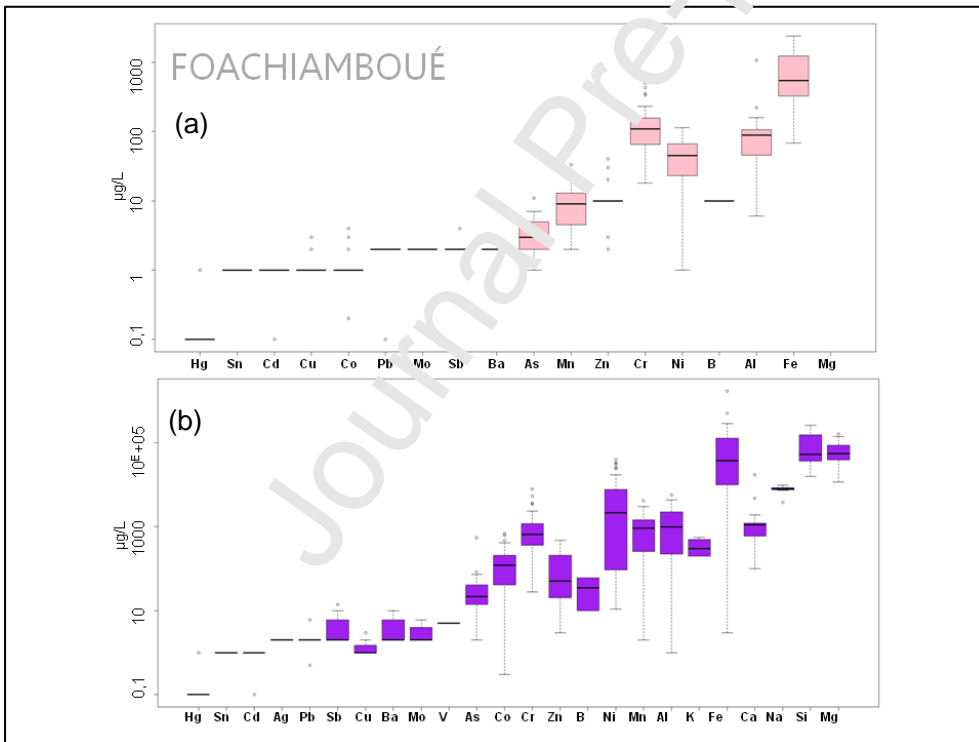 FOACHIAMBOUÉ
(a)
1000
100
10
1
0,1
µg/L
Hg Sn Cd Cu Co Pb Mo Sb Ba As Mn Zn Cr Ni B Al Fe Mg
(b)
10E+05
1000
10
0,1
µg/L
Hg Sn Cd Ag Pb Sb Cu Ba Mo V As Co Cr Zn B Ni Mn Al K Fe Ca Na Si Mg
Journal Pre-